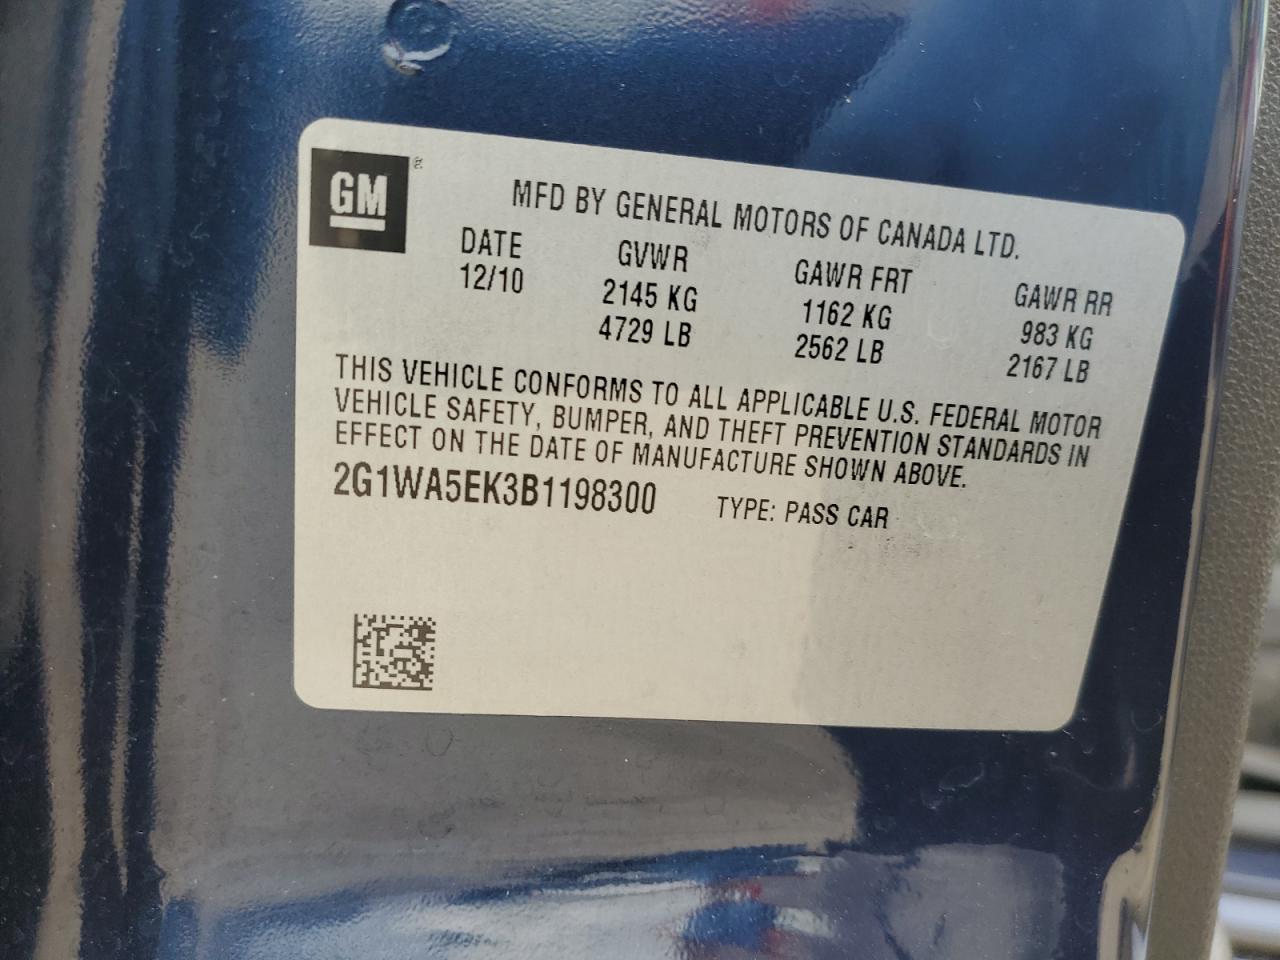 GM ®
MFD BY GENERAL MOTORS OF CANADA LTD.
DATE GVWR GAWR FRT GAWR RR
12/10 2145 KG 1162 KG 983 KG
4729 LB 2562 LB 2167 LB
THIS VEHICLE CONFORMS TO ALL APPLICABLE U.S. FEDERAL MOTOR
VEHICLE SAFETY, BUMPER, AND THEFT PREVENTION STANDARDS IN
EFFECT ON THE DATE OF MANUFACTURE SHOWN ABOVE.
2G1WA5EK3B1198300 TYPE: PASS CAR